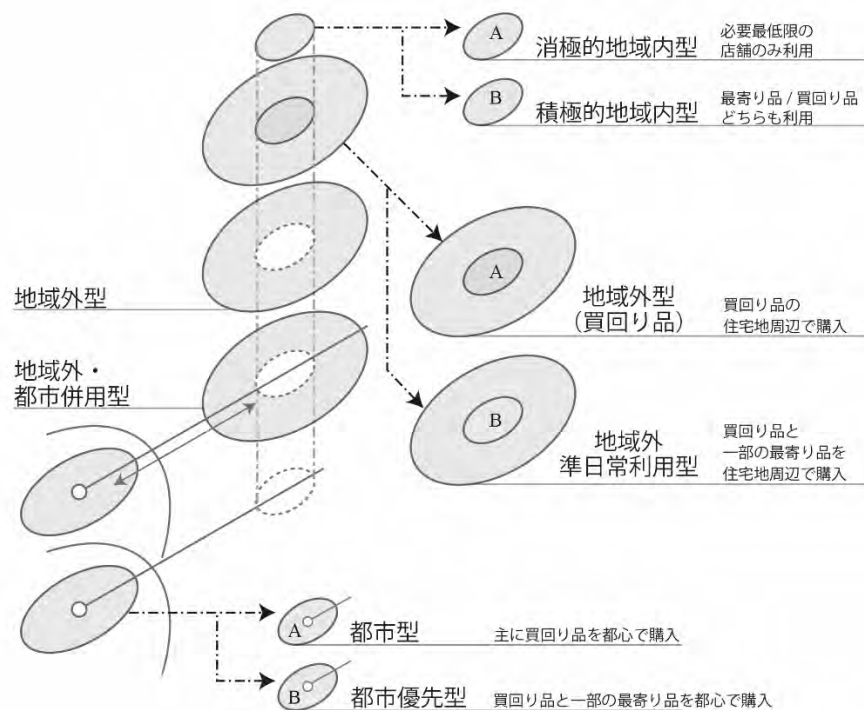 A
消極的地域内型
必要最低限の
店舗のみ利用
B
積極的地域内型
最寄り品 / 買回り品
どちらも利用
地域外型
A
地域外型
(買回り品)
買回り品の
住宅地周辺で購入
地域外・
都市併用型
B
地域外
準日常利用型
買回り品と
一部の最寄り品を
住宅地周辺で購入
A
都市型
主に買回り品を都心で購入
B
都市優先型
買回り品と一部の最寄り品を都心で購入